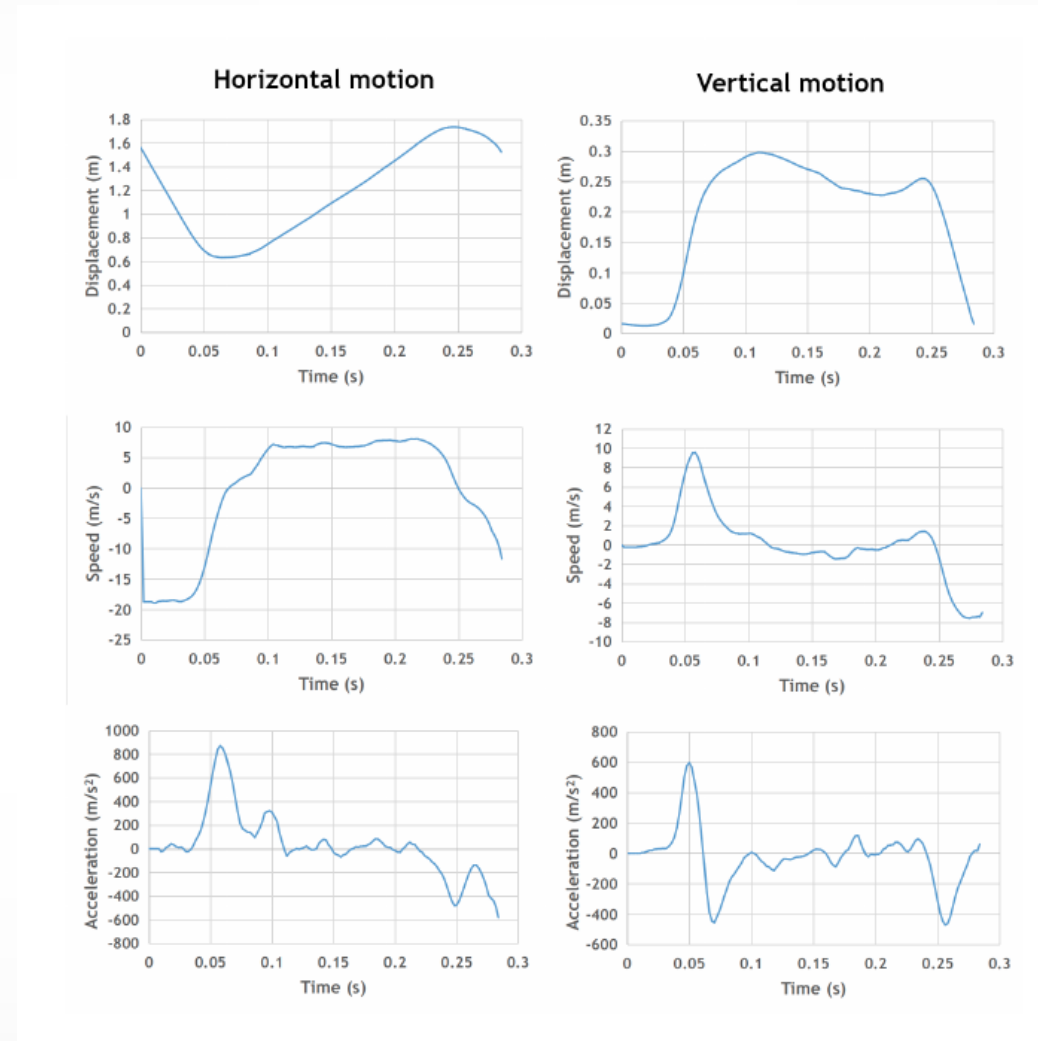 Horizontal motion
Vertical motion
1.8
1.6
1.4
1.2
1
0.8
0.6
0.4
0.2
0
Displacement (m)
0 0.05 0.1 0.15 0.2 0.25 0.3
Time (s)
0.35
0.3
0.25
0.2
0.15
0.1
0.05
0
Displacement (m)
0 0.05 0.1 0.15 0.2 0.25 0.3
Time (s)
10
5
0
-5
-10
-15
-20
-25
Speed (m/s)
0 0.05 0.1 0.15 0.2 0.25 0.3
Time (s)
12
10
8
6
4
2
0
-2
-4
-6
-8
-10
Speed (m/s)
0 0.05 0.1 0.15 0.2 0.25 0.3
Time (s)
1000
800
600
400
200
0
-200
-400
-600
-800
Acceleration (m/s²)
0 0.05 0.1 0.15 0.2 0.25 0.3
Time (s)
800
600
400
200
0
-200
-400
-600
Acceleration (m/s²)
0 0.05 0.1 0.15 0.2 0.25 0.3
Time (s)